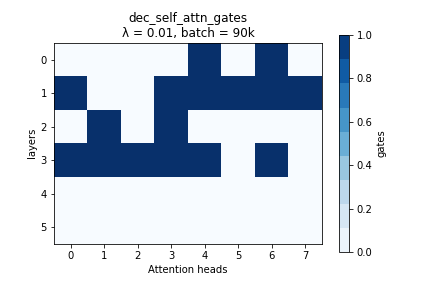 dec_self_attn_gates
λ = 0.01, batch = 90k
layers
0
1
2
3
4
5
0 1 2 3 4 5 6 7
Attention heads
1.0
0.8
0.6
0.4
0.2
0.0
gates